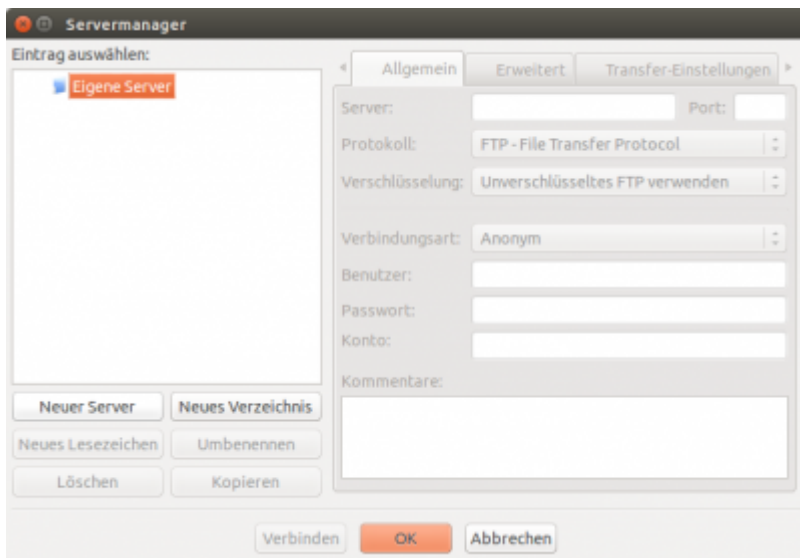 Servermanager
Eintrag auswählen:
Eigene Server
Neuer Server
Neues Verzeichnis
Neues Lesezeichen
Umbenennen
Löschen
Kopieren
Allgemein
Erweitert
Transfer-Einstellungen
Server:
Port:
Protokoll:
FTP - File Transfer Protocol
Verschlüsselung:
Unverschlüsseltes FTP verwenden
Verbindungsart:
Anonym
Benutzer:
Passwort:
Konto:
Kommentare:
Verbinden
OK
Abbrechen